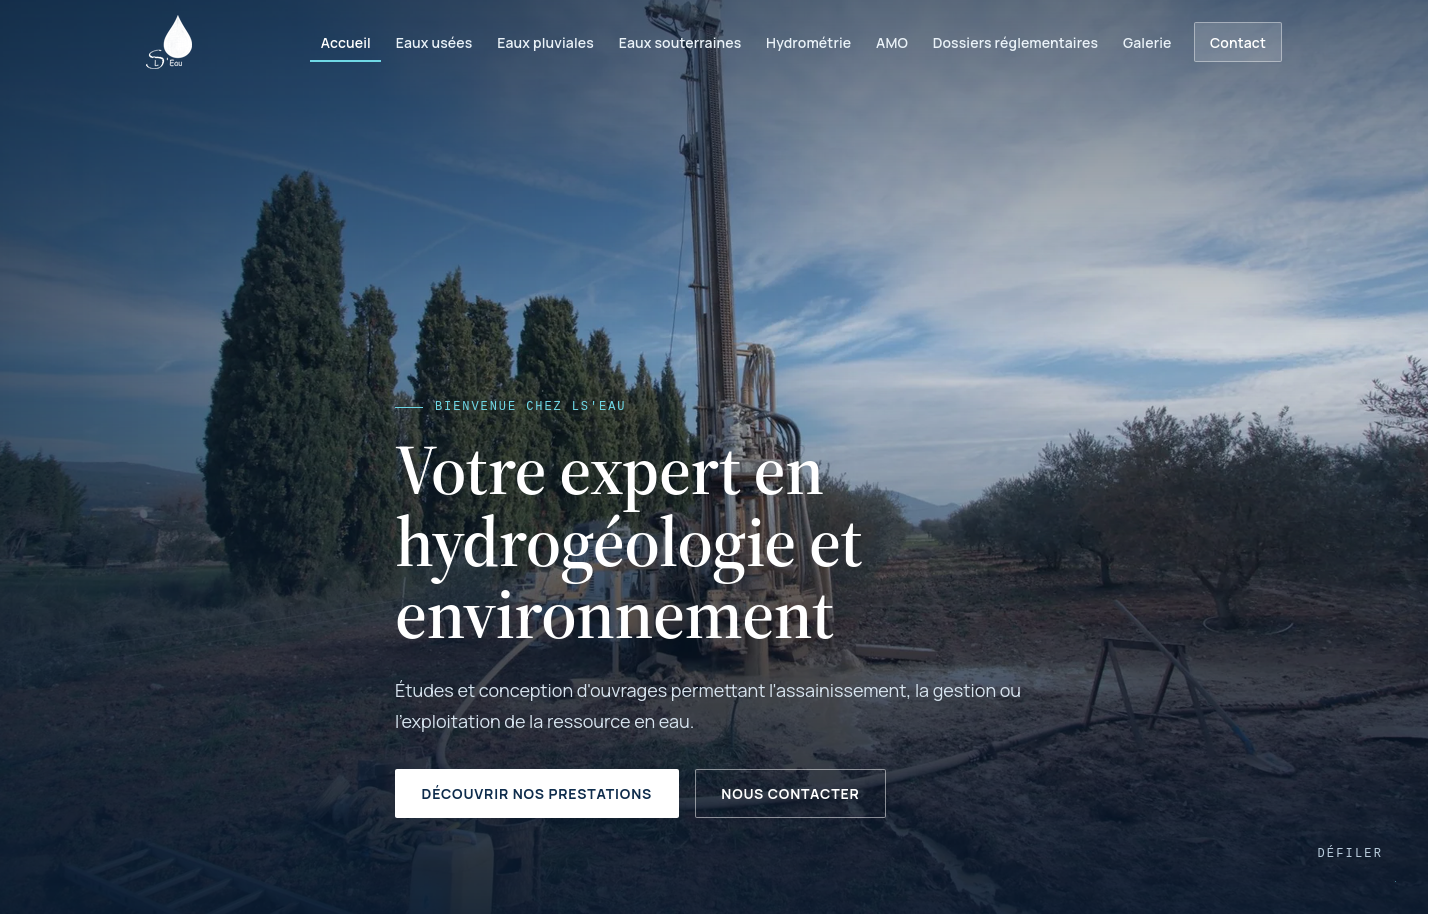 LS'Eau
Accueil
Eaux usées
Eaux pluviales
Eaux souterraines
Hydrométrie
AMO
Dossiers réglementaires
Galerie
Contact
BIENVENUE CHEZ LS'EAU
Votre expert en
hydrogéologie et
environnement
Études et conception d'ouvrages permettant l'assainissement, la gestion ou
l'exploitation de la ressource en eau.
DÉCOUVRIR NOS PRESTATIONS
NOUS CONTACTER
DÉFILER